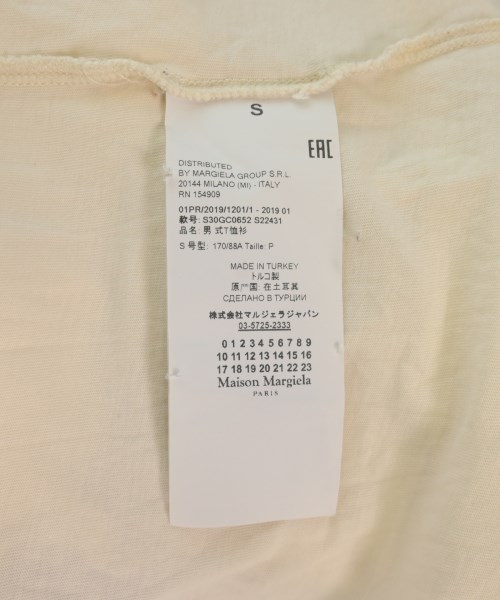 S
EAC
DISTRIBUTED
BY MARGIELA GROUP S.R.L.
20144 MILANO (MI) - ITALY
RN 154909
01PR/2019/1201/1 - 2019 01
款号: S30GC0652 S22431
品名: 男 式T恤衫
S 号型: 170/88A Taille: P
MADE IN TURKEY
トルコ製
原产国 在土耳其
СДЕЛАНО В ТУРЦИИ
株式会社マルジェラジャパン
03-5725-2333
0 1 2 3 4 5 6 7 8 9
10 11 12 13 14 15 16
17 18 19 20 21 22 23
Maison Margiela
PARIS